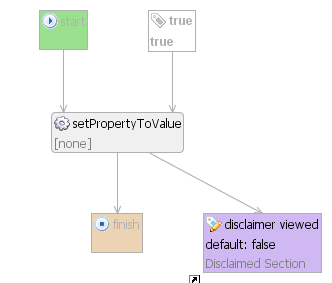 start
true
true
setPropertyToValue
[none]
finish
disclaimer viewed
default: false
Disclaimed Section